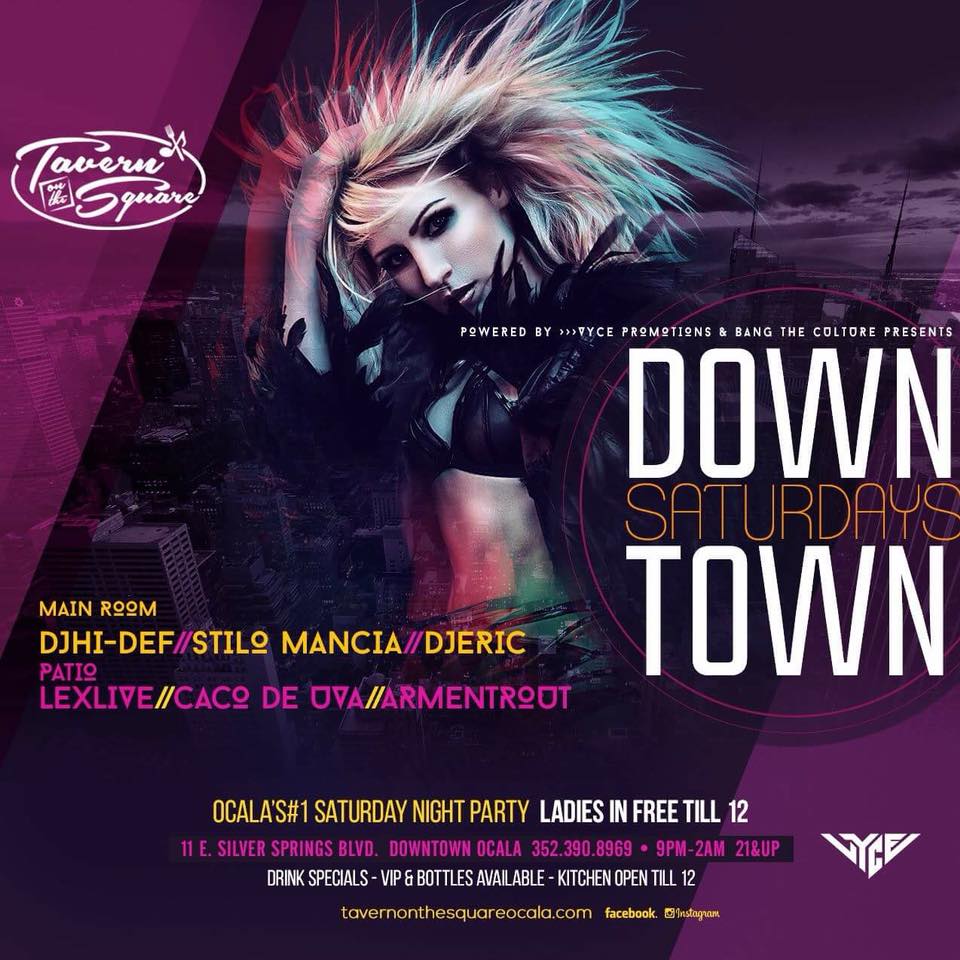 Tavern
on the
Square
POWERED BY >>>VYCE PROMOTIONS & BANG THE CULTURE PRESENTS
DOWN
SATURDAYS
TOWN
MAIN ROOM
DJHI-DEF//STILO MANCIA//DJERIC
PATIO
LEXLIVE//CACO DE UVA//ARMENTROUT
OCALA'S#1 SATURDAY NIGHT PARTY LADIES IN FREE TILL 12
11 E. SILVER SPRINGS BLVD. DOWNTOWN OCALA 352.390.8969 • 9PM-2AM 21&UP
VYCE
DRINK SPECIALS - VIP & BOTTLES AVAILABLE - KITCHEN OPEN TILL 12
tavernonthesquareocala.com facebook. Instagram